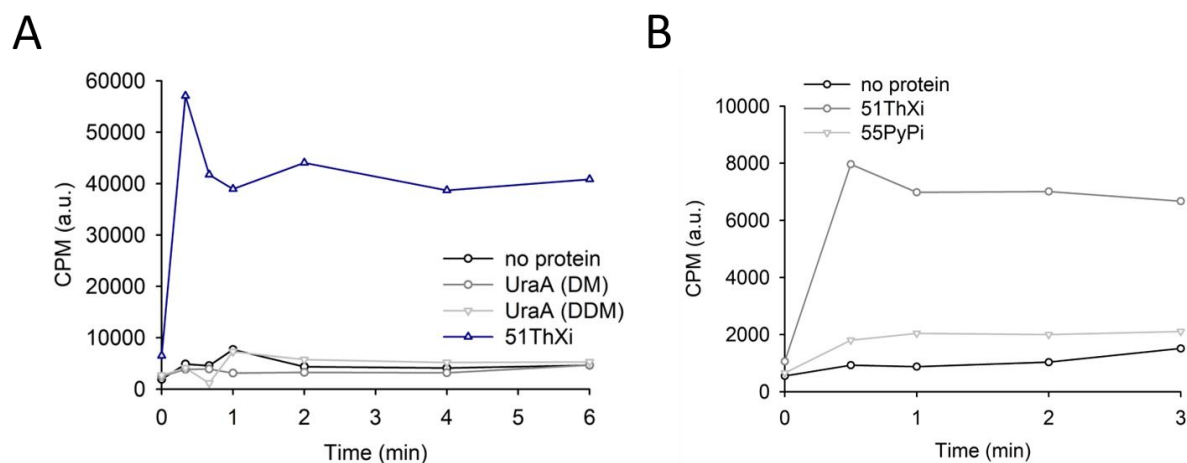 A
60000
50000
40000
30000
20000
10000
0
CPM (a.u.)
no protein
UraA (DM)
UraA (DDM)
51ThXi
0 1 2 3 4 5 6
Time (min)
B
no protein
51ThXi
55PyPi
10000
8000
6000
4000
2000
0
CPM (a.u.)
0 1 2 3
Time (min)